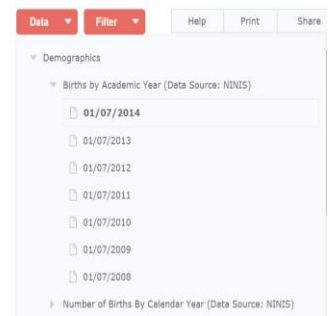 Data Filter Help Print Share
Demographics
Births by Academic Year (Data Source: NINIS)
01/07/2014
01/07/2013
01/07/2012
01/07/2011
01/07/2010
01/07/2009
01/07/2008
Number of Births By Calendar Year (Data Source: NINIS)